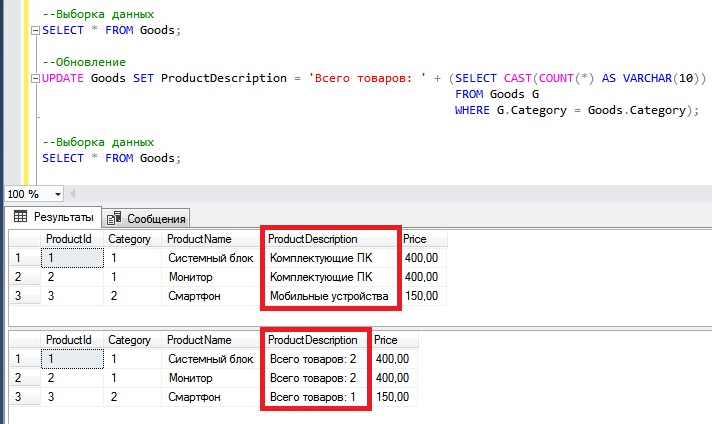 --Выборка данных
SELECT * FROM Goods;
--Обновление
UPDATE Goods SET ProductDescription = 'Всего товаров: ' + (SELECT CAST(COUNT(*) AS VARCHAR(10))
FROM Goods G
WHERE G.Category = Goods.Category);
--Выборка данных
SELECT * FROM Goods;
100 %
Результаты Сообщения
ProductId Category ProductName ProductDescription Price
1 1 1 Системный блок Комплектующие ПК 400,00
2 2 1 Монитор Комплектующие ПК 400,00
3 3 2 Смартфон Мобильные устройства 150,00
ProductId Category ProductName ProductDescription Price
1 1 1 Системный блок Всего товаров: 2 400,00
2 2 1 Монитор Всего товаров: 2 400,00
3 3 2 Смартфон Всего товаров: 1 150,00